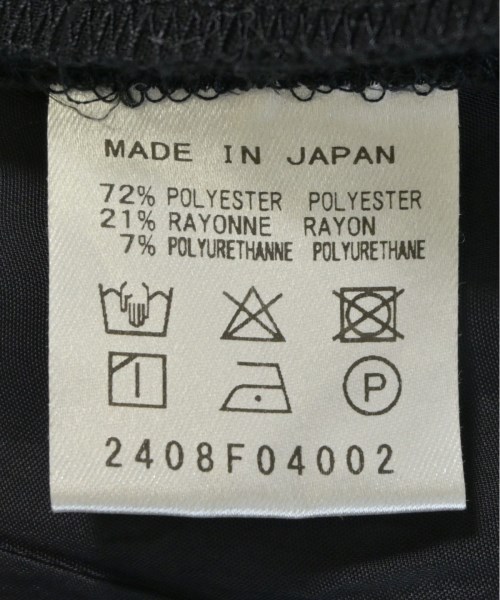 MADE IN JAPAN
72% POLYESTER POLYESTER
21% RAYONNE RAYON
7% POLYURETHANNE POLYURETHANE
P
2408F04002